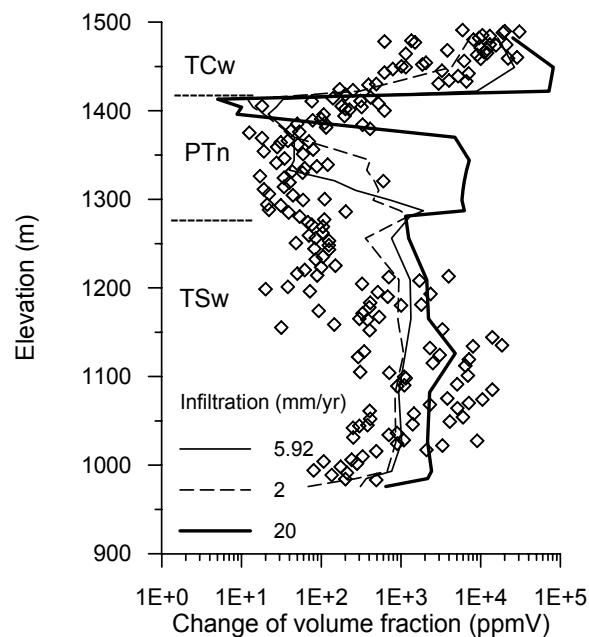 1500
1400
1300
1200
1100
1000
900
Elevation (m)
TCw
PTn
TSw
Infiltration (mm/yr)
5.92
2
20
1E+0 1E+1 1E+2 1E+3 1E+4 1E+5
Change of volume fraction (ppmV)